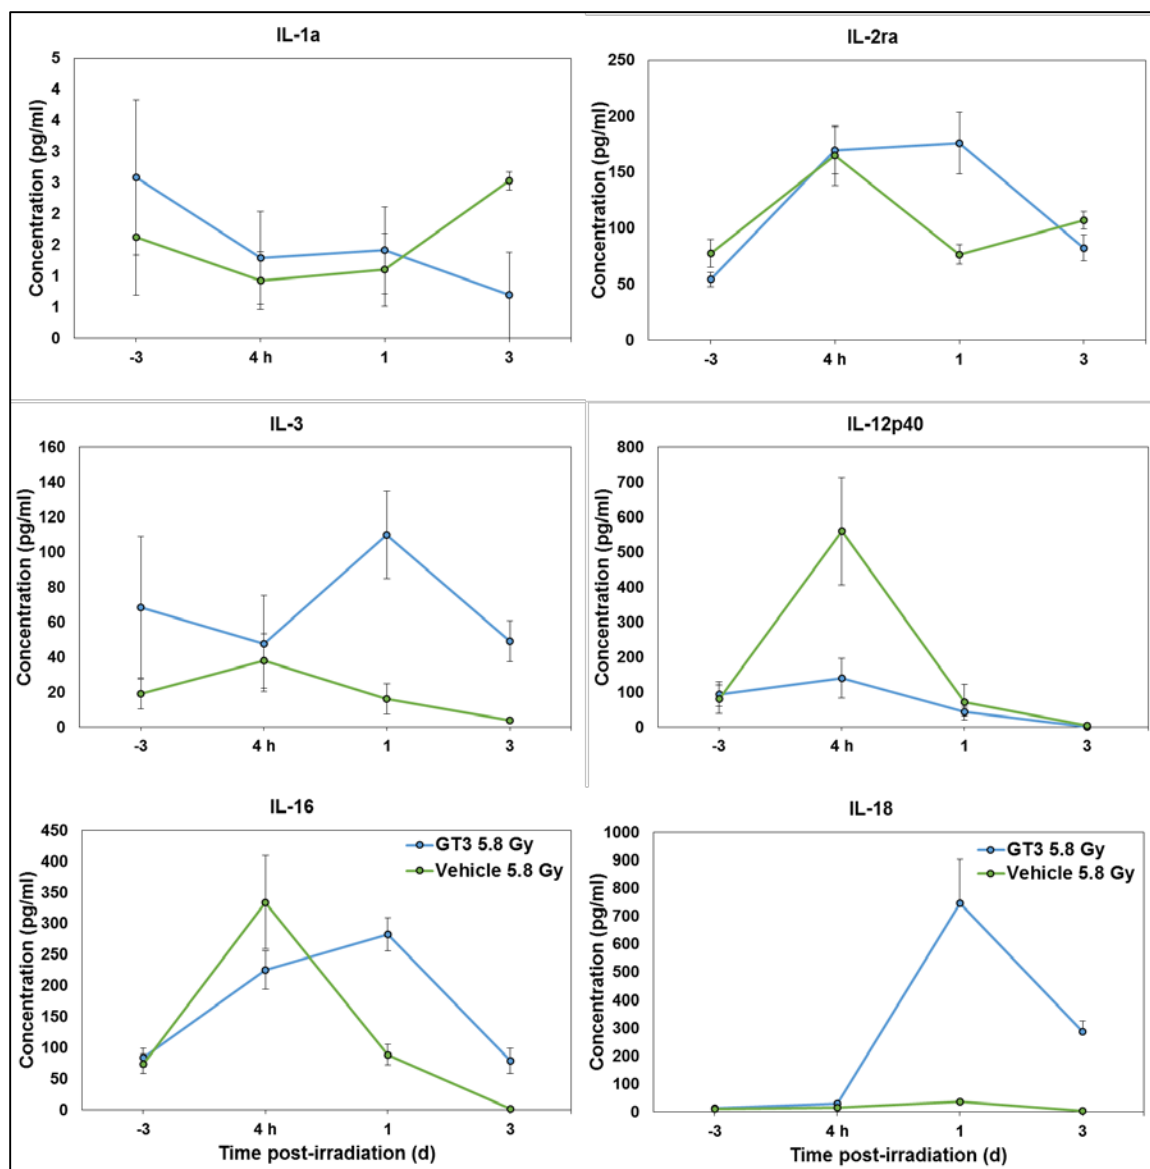 IL-1a
Concentration (pg/ml)
5
4
4
3
3
2
2
1
1
0
-3 4 h 1 3
IL-2ra
Concentration (pg/ml)
250
200
150
100
50
0
-3 4 h 1 3
IL-3
Concentration (pg/ml)
160
140
120
100
80
60
40
20
0
-3 4 h 1 3
IL-12p40
Concentration (pg/ml)
800
700
600
500
400
300
200
100
0
-3 4 h 1 3
IL-16
Concentration (pg/ml)
450
400
350
300
250
200
150
100
50
0
GT3 5.8 Gy
Vehicle 5.8 Gy
-3 4 h 1 3
Time post-irradiation (d)
IL-18
Concentration (pg/ml)
1000
900
800
700
600
500
400
300
200
100
0
GT3 5.8 Gy
Vehicle 5.8 Gy
-3 4 h 1 3
Time post-irradiation (d)